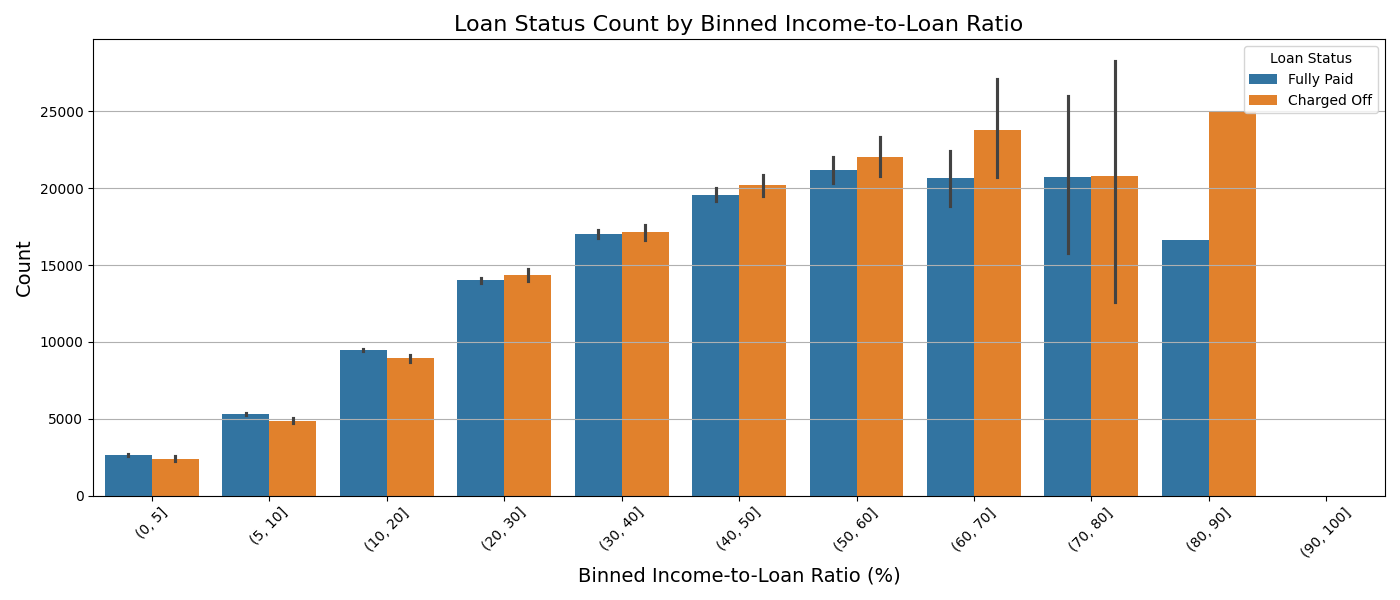 Loan Status Count by Binned Income-to-Loan Ratio
Loan Status
Fully Paid
Charged Off
Count
25000
20000
15000
10000
5000
0
(0, 5]
(5, 10]
(10, 20]
(20, 30]
(30, 40]
(40, 50]
(50, 60]
(60, 70]
(70, 80]
(80, 90]
(90, 100]
Binned Income-to-Loan Ratio (%)